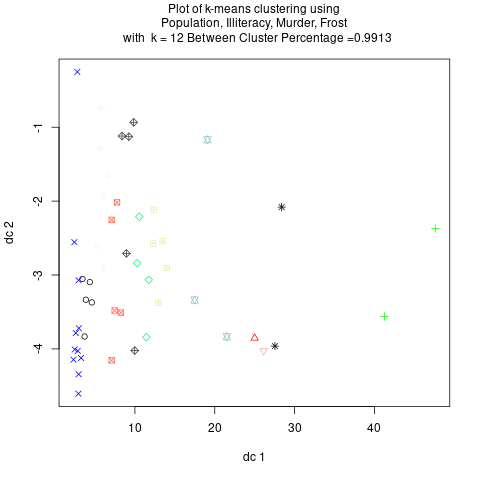 Plot of k-means clustering using
Population, Illiteracy, Murder, Frost
with k = 12 Between Cluster Percentage =0.9913
dc 2
-1
-2
-3
-4
10 20 30 40
dc 1